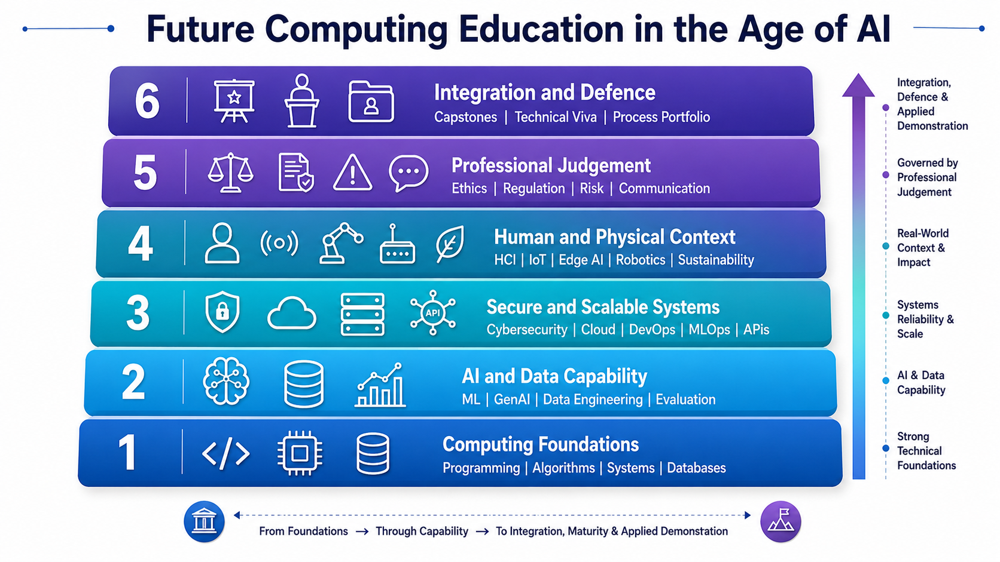 Future Computing Education in the Age of AI
6
Integration and Defence
Capstones | Technical Viva | Process Portfolio
5
Professional Judgement
Ethics | Regulation | Risk | Communication
4
Human and Physical Context
HCI | IoT | Edge AI | Robotics | Sustainability
3
API
Secure and Scalable Systems
Cybersecurity | Cloud | DevOps | MLOps | APis
2
AI and Data Capability
ML | GenAI | Data Engineering | Evaluation
1
Computing Foundations
Programming | Algorithms | Systems | Databases
Integration,
Defence &
Applied
Demonstration
Governed by
Professional
Judgement
Real-World
Context &
Impact
Systems
Reliability &
Scale
AI & Data
Capability
Strong
Technical
Foundations
From Foundations → Through Capability → To Integration, Maturity & Applied Demonstation